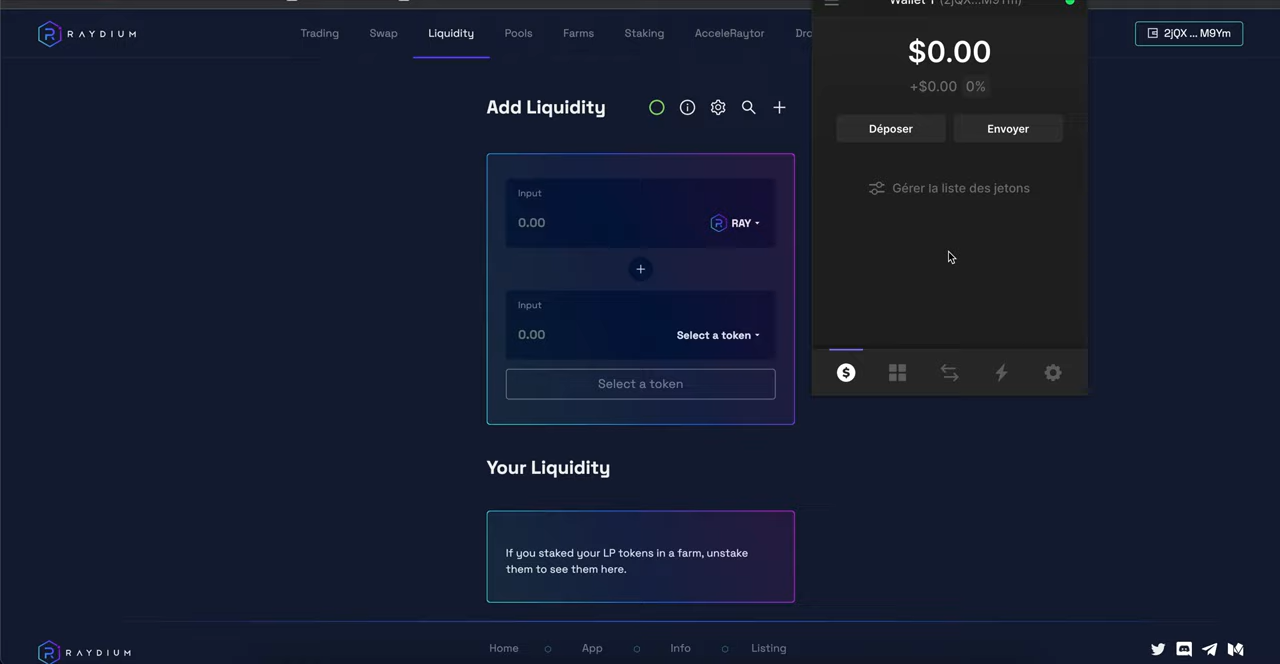 RAYDIUM
Trading
Swap
Liquidity
Pools
Farms
Staking
AcceleRaytor
2jQX ... M9Ym
$0.00
+$0.00 0%
Déposer
Envoyer
Gérer la liste des jetons
Add Liquidity
Input
0.00
RAY
+
Input
0.00
Select a token
Select a token
Your Liquidity
If you staked your LP tokens in a farm, unstake
them to see them here.
RAYDIUM
Home
App
Info
Listing